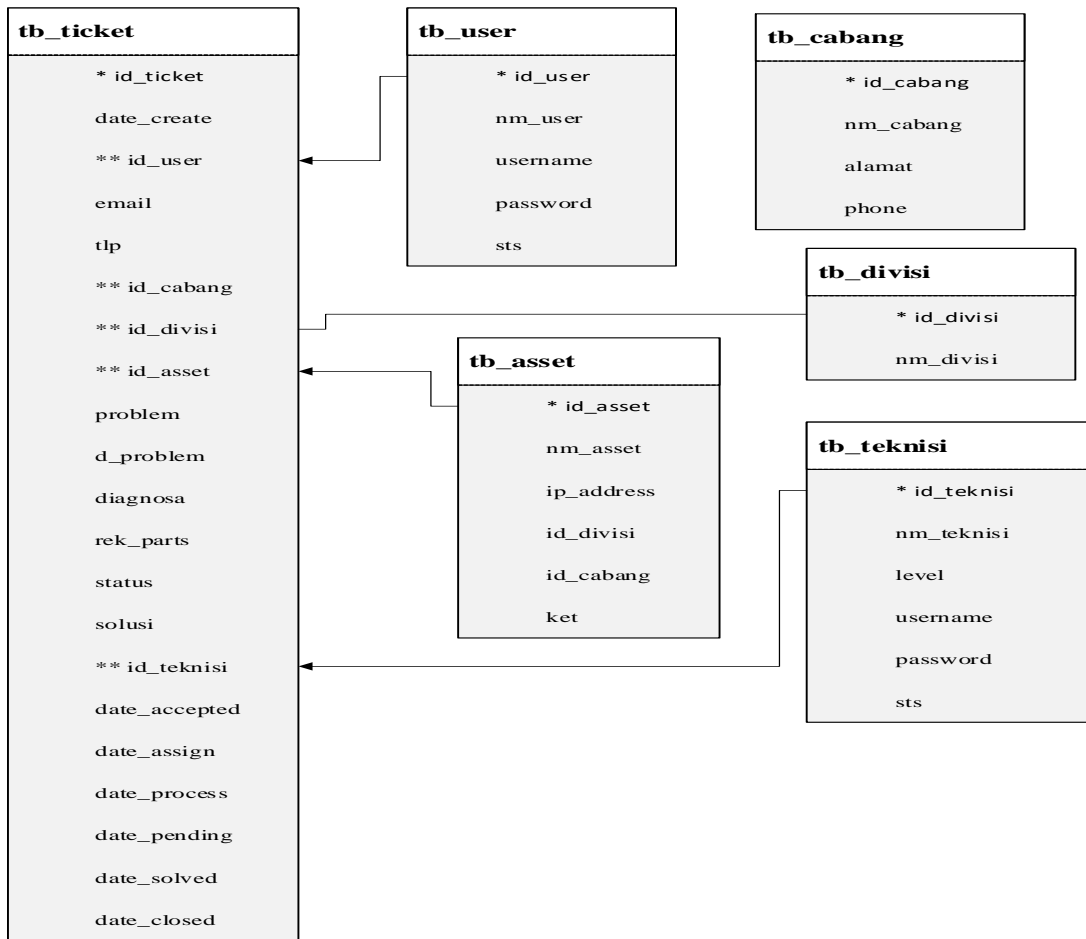 tb_ticket
* id_ticket
date_create
** id_user
email
tlp
** id_cabang
** id_divisi
** id_asset
problem
d_problem
diagnosa
rek_parts
status
solusi
** id_teknisi
date_accepted
date_assign
date_process
date_pending
date_solved
date_closed
tb_user
* id_user
nm_user
username
password
sts
tb_cabang
* id_cabang
nm_cabang
alamat
phone
tb_divisi
* id_divisi
nm_divisi
tb_asset
* id_asset
nm_asset
ip_address
id_divisi
id_cabang
ket
tb_teknisi
* id_teknisi
nm_teknisi
level
username
password
sts